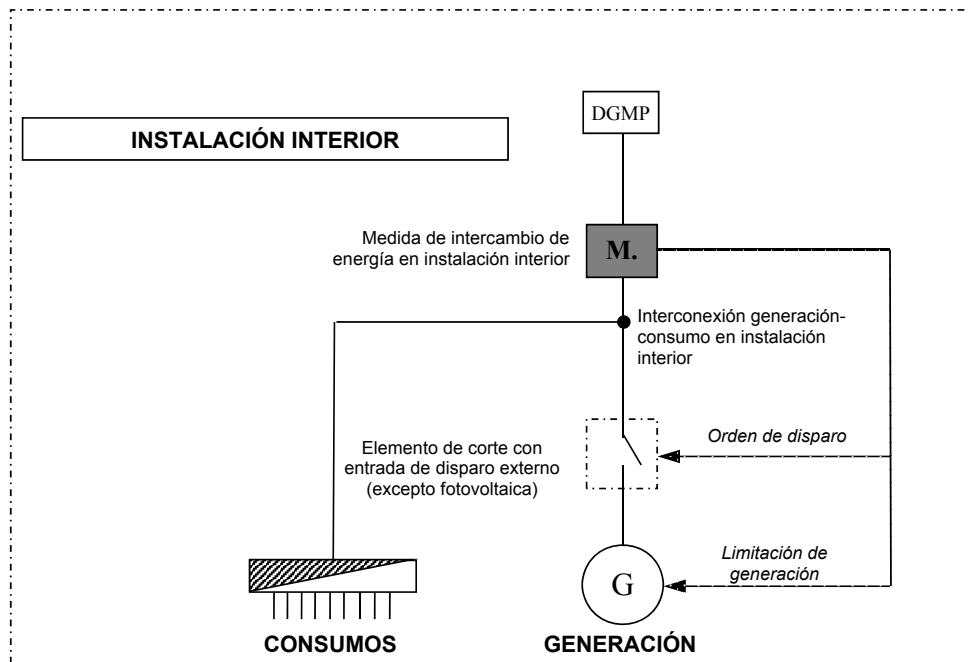 DGMP
INSTALACIÓN INTERIOR
Medida de intercambio de
energía en instalación interior
M.
Interconexión generación-
consumo en instalación
interior
Elemento de corte con
entrada de disparo externo
(excepto fotovoltaica)
Orden de disparo
Limitación de
generación
G
CONSUMOS
GENERACIÓN